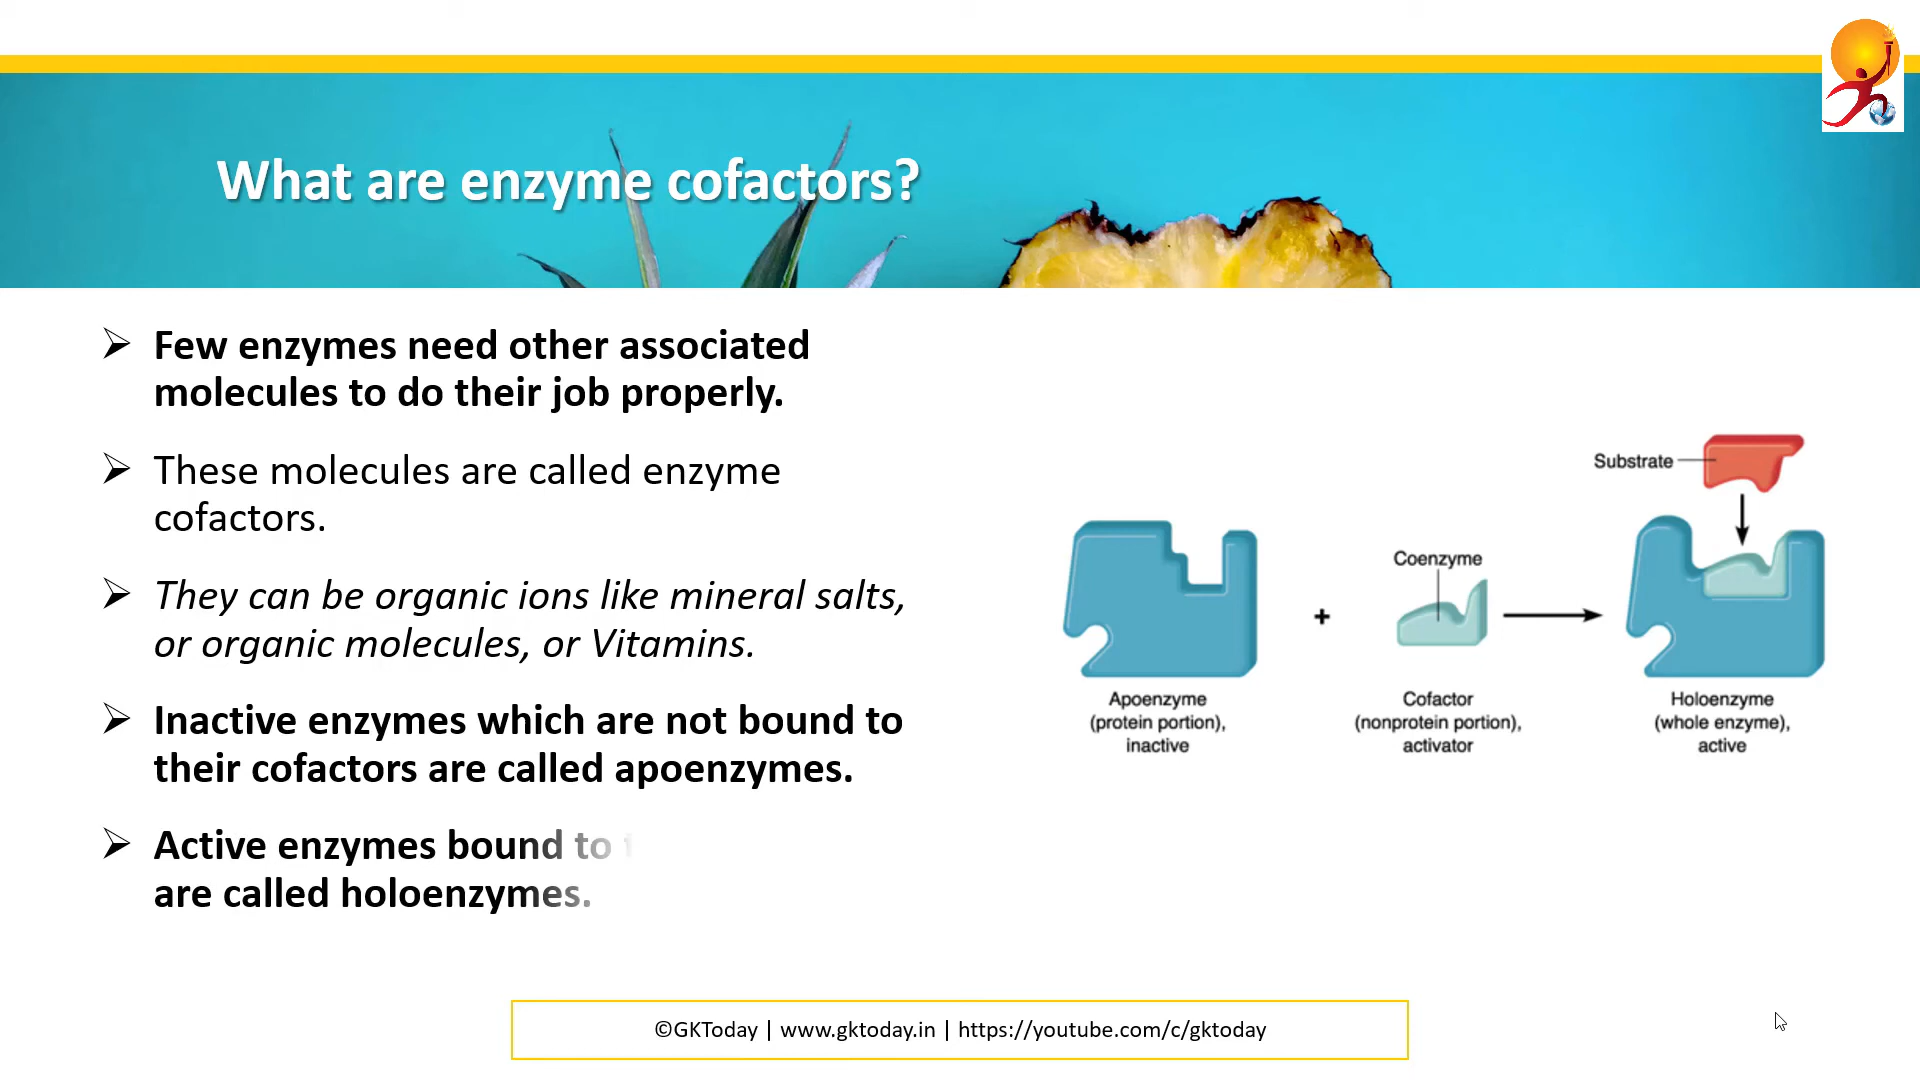 What are enzyme cofactors?
➢ Few enzymes need other associated
molecules to do their job properly.
➢ These molecules are called enzyme
cofactors.
➢ They can be organic ions like mineral salts,
or organic molecules, or Vitamins.
➢ Inactive enzymes which are not bound to
their cofactors are called apoenzymes.
➢ Active enzymes bound to
are called holoenzymes.
Substrate
Coenzyme
+
Apoenzyme
(protein portion),
inactive
Cofactor
(nonprotein portion),
activator
Holoenzyme
(whole enzyme),
active
©GKToday | www.gktoday.in | https://youtube.com/c/gktoday